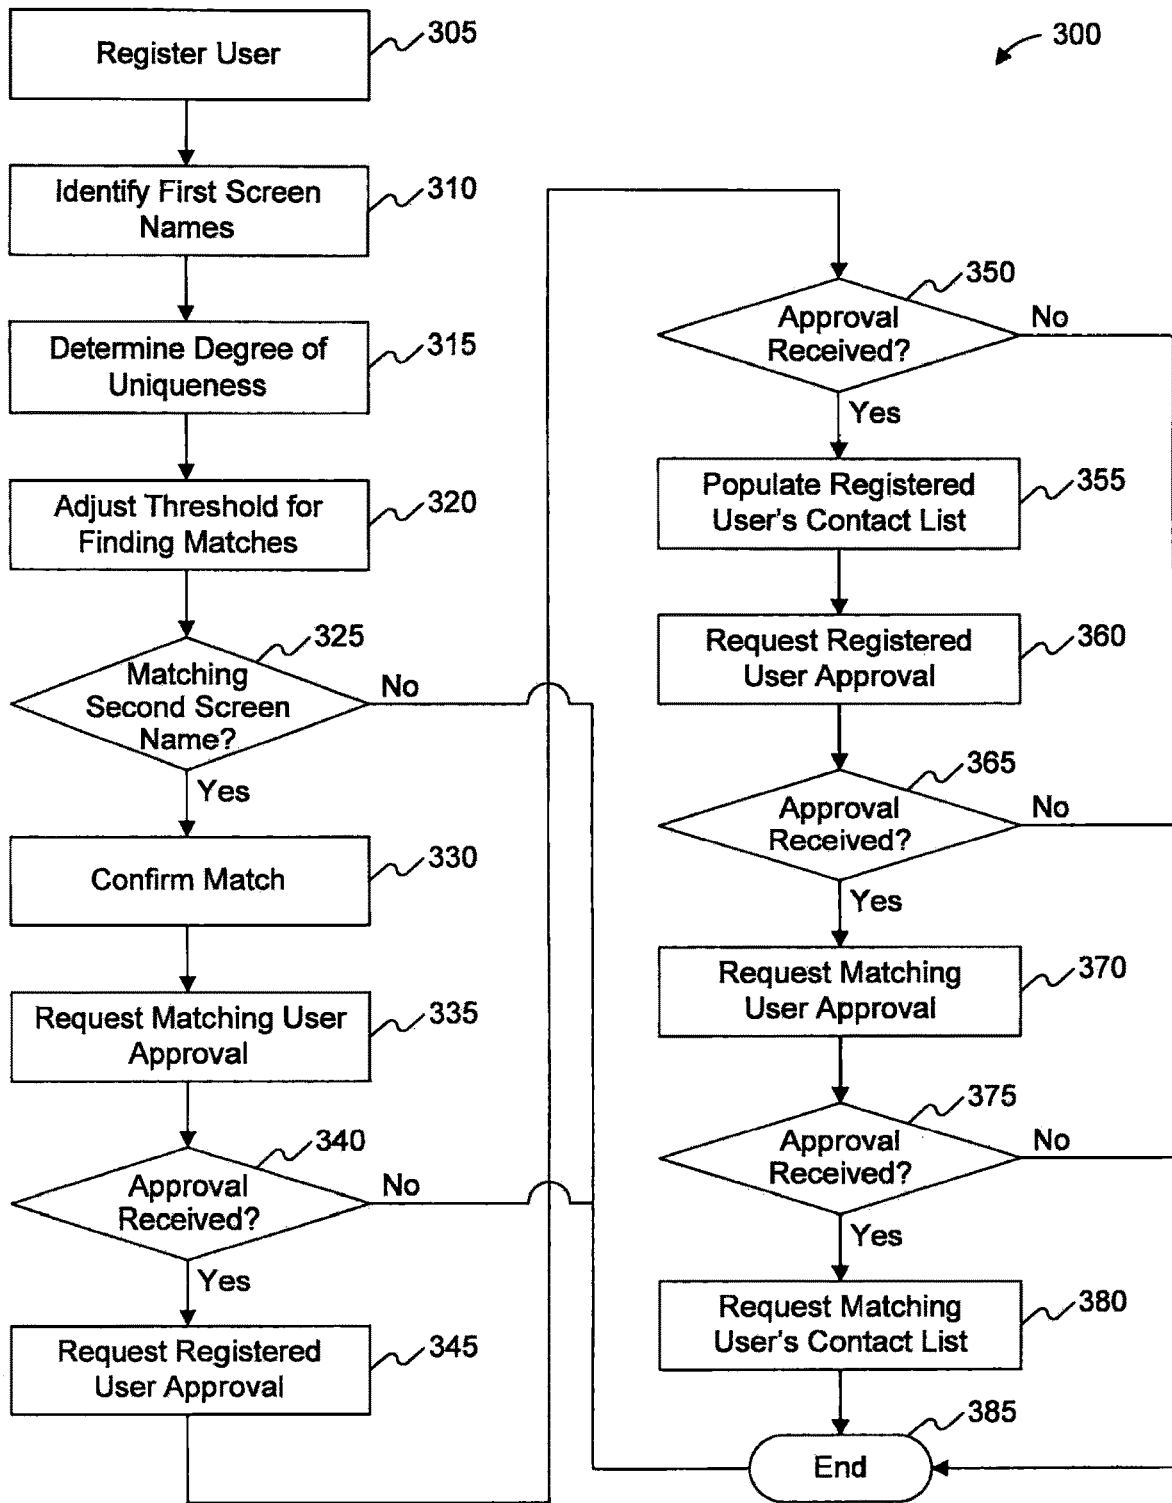 Register User
305
300
Identify First Screen
Names
310
Determine Degree of
Uniqueness
315
Adjust Threshold for
Finding Matches
320
325
Matching
Second Screen
Name?
No
Yes
Confirm Match
330
Request Matching User
Approval
335
340
Approval
Received?
No
Yes
Request Registered
User Approval
345
350
Approval
Received?
No
Yes
Populate Registered
User's Contact List
355
Request Registered
User Approval
360
365
Approval
Received?
No
Yes
Request Matching
User Approval
370
375
Approval
Received?
No
Yes
Request Matching
User's Contact List
380
385
End